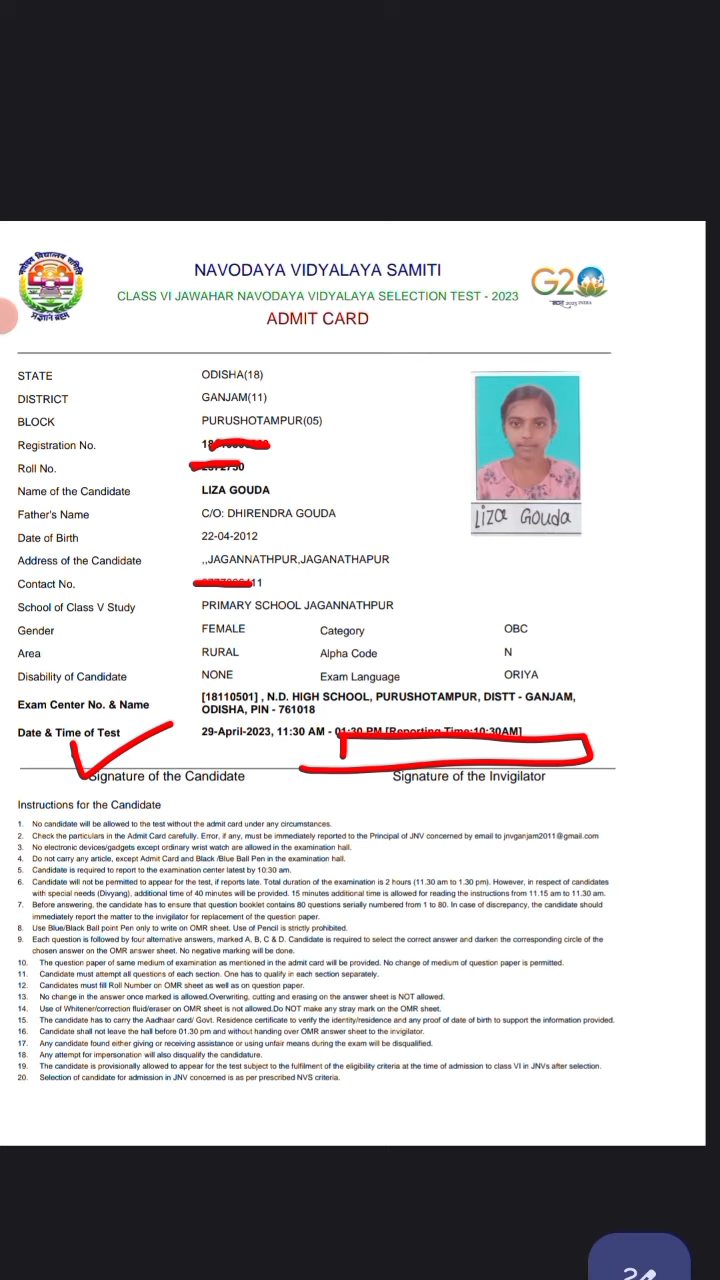 नवोदय विद्यालय समिति
प्रज्ञानं ब्रह्म
NAVODAYA VIDYALAYA SAMITI
CLASS VI JAWAHAR NAVODAYA VIDYALAYA SELECTION TEST - 2023
ADMIT CARD
G20
भारत 2023 INDIA
STATE ODISHA(18)
DISTRICT GANJAM(11)
BLOCK PURUSHOTAMPUR(05)
Registration No.
Roll No.
Name of the Candidate LIZA GOUDA
Father's Name C/O: DHIRENDRA GOUDA
Date of Birth 22-04-2012
Address of the Candidate ,,JAGANNATHPUR,JAGANATHAPUR
Contact No.
School of Class V Study PRIMARY SCHOOL JAGANNATHPUR
Gender FEMALE Category OBC
Area RURAL Alpha Code N
Disability of Candidate NONE Exam Language ORIYA
Liza Gouda
Exam Center No. & Name [18110501] , N.D. HIGH SCHOOL, PURUSHOTAMPUR, DISTT - GANJAM,
ODISHA, PIN - 761018
Date & Time of Test 29-April-2023, 11:30 AM - 01:30 PM [Reporting Time:10:30AM]
Signature of the Candidate Signature of the Invigilator
Instructions for the Candidate
1. No candidate will be allowed to the test without the admit card under any circumstances.
2. Check the particulars in the Admit Card carefully. Error, if any, must be immediately reported to the Principal of JNV concerned by email to jnvganjam2011@gmail.com
3. No electronic devices/gadgets except ordinary wrist watch are allowed in the examination hall.
4. Do not carry any article, except Admit Card and Black /Blue Ball Pen in the examination hall.
5. Candidate is required to report to the examination center latest by 10:30 am.
6. Candidate will not be permitted to appear for the test, if reports late. Total duration of the examination is 2 hours (11.30 am to 1.30 pm). However, in respect of candidates
with special needs (Divyang), additional time of 40 minutes will be provided. 15 minutes additional time is allowed for reading the instructions from 11.15 am to 11.30 am.
7. Before answering, the candidate has to ensure that question booklet contains 80 questions serially numbered from 1 to 80. In case of discrepancy, the candidate should
immediately report the matter to the invigilator for replacement of the question paper.
8. Use Blue/Black Ball point Pen only to write on OMR sheet. Use of Pencil is strictly prohibited.
9. Each question is followed by four alternative answers, marked A, B, C & D. Candidate is required to select the correct answer and darken the corresponding circle of the
chosen answer on the OMR answer sheet. No negative marking will be done.
10. The question paper of same medium of examination as mentioned in the admit card will be provided. No change of medium of question paper is permitted.
11. Candidate must attempt all questions of each section. One has to qualify in each section separately.
12. Candidates must fill Roll Number on OMR sheet as well as on question paper.
13. No change in the answer once marked is allowed.Overwriting, cutting and erasing on the answer sheet is NOT allowed.
14. Use of Whitener/correction fluid/eraser on OMR sheet is not allowed.Do NOT make any stray mark on the OMR sheet.
15. The candidate has to carry the Aadhaar card/ Govt. Residence certificate to verify the identity/residence and any proof of date of birth to support the information provided.
16. Candidate shall not leave the hall before 01.30 pm and without handing over OMR answer sheet to the invigilator.
17. Any candidate found either giving or receiving assistance or using unfair means during the exam will be disqualified.
18. Any attempt for impersonation will also disqualify the candidature.
19. The candidate is provisionally allowed to appear for the test subject to the fulfilment of the eligibility criteria at the time of admission to class VI in JNVs after selection.
20. Selection of candidate for admission in JNV concerned is as per prescribed NVS criteria.